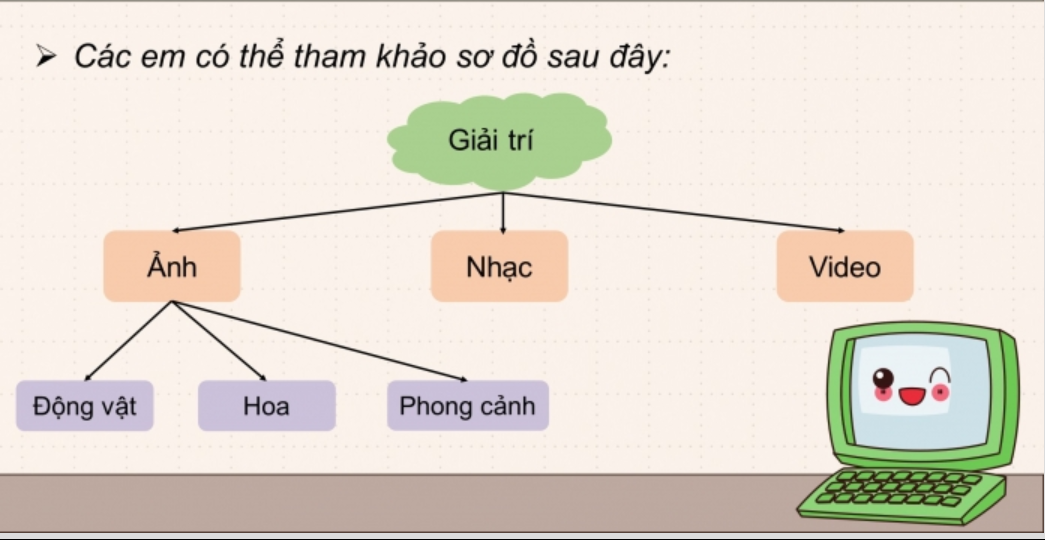 Các em có thể tham khảo sơ đồ sau đây:
Giải trí
Ảnh
Nhạc
Video
Động vật
Hoa
Phong cảnh